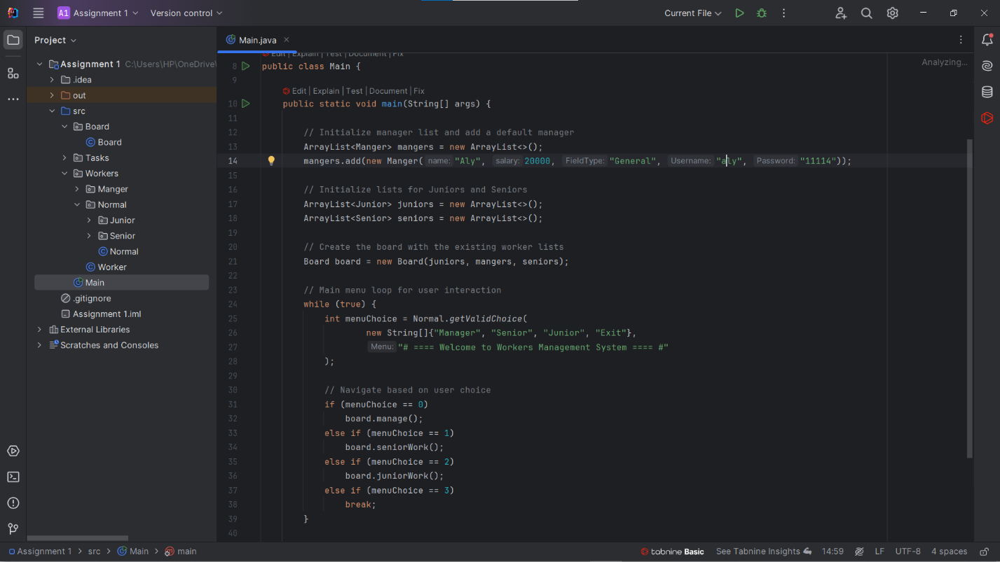 A1 Assignment 1 Version control Current File
Project
Main.java
Assignment 1 C:\Users\HP\OneDrive\
.idea
out
src
Board
Board
Tasks
Workers
Manger
Normal
Junior
Senior
Normal
Worker
Main
.gitignore
Assignment 1.iml
External Libraries
Scratches and Consoles
Edit | Explain | Test | Document | Fix
Analyzing...
8 public class Main {
9
Edit | Explain | Test | Document | Fix
10 public static void main(String[] args) {
11
12 // Initialize manager list and add a default manager
13 ArrayList<Manger> mangers = new ArrayList<>();
14 mangers.add(new Manger( name: "Aly", salary: 20000, FieldType: "General", Username: "aly", Password: "11114"));
15
16 // Initialize lists for Juniors and Seniors
17 ArrayList<Junior> juniors = new ArrayList<>();
18 ArrayList<Senior> seniors = new ArrayList<>();
19
20 // Create the board with the existing worker lists
21 Board board = new Board(juniors, mangers, seniors);
22
23 // Main menu loop for user interaction
24 while (true) {
25 int menuChoice = Normal.getValidChoice(
26 new String[]{"Manager", "Senior", "Junior", "Exit"},
27 Menu: "# ==== Welcome to Workers Management System ==== #"
28 );
29
30 // Navigate based on user choice
31 if (menuChoice == 0)
32 board.manage();
33 else if (menuChoice == 1)
34 board.seniorWork();
35 else if (menuChoice == 2)
36 board.juniorWork();
37 else if (menuChoice == 3)
38 break;
39 }
40
Assignment 1 > src > Main > main
tabnine Basic See Tabnine Insights 14:59 LF UTF-8 4 spaces